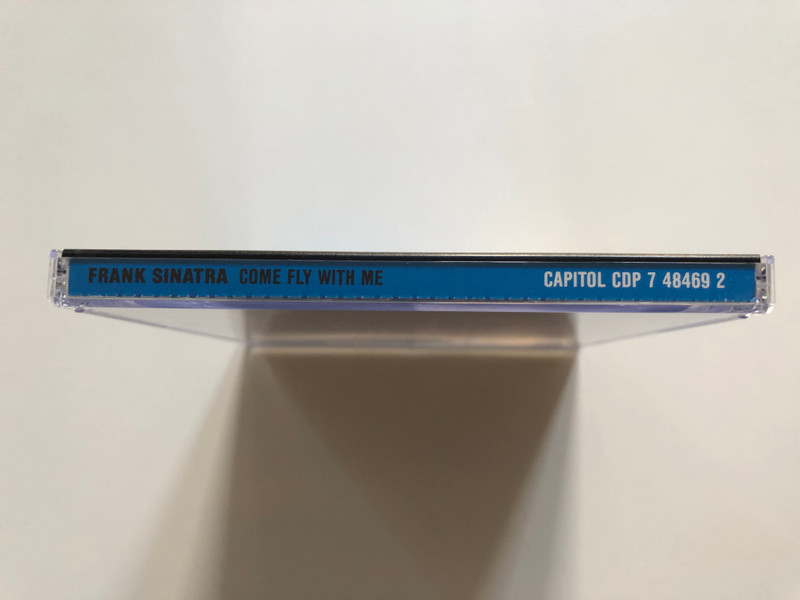 FRANK SINATRA COME FLY WITH ME CAPITOL CDP 7 48469 2